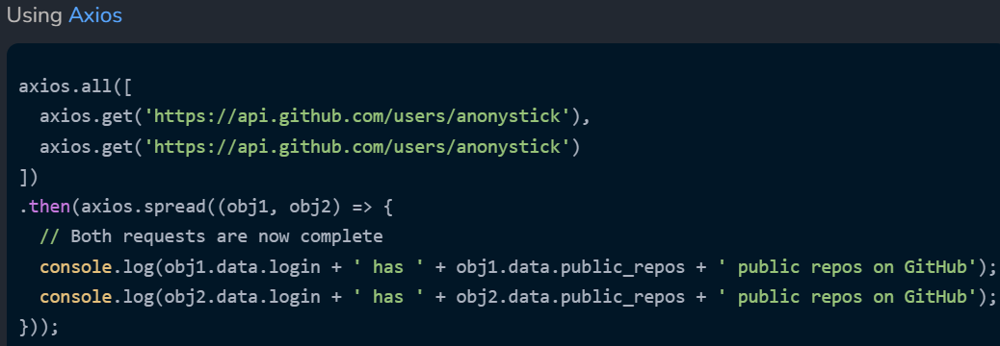 Using Axios
axios.all([
  axios.get('https://api.github.com/users/anonystick'),
  axios.get('https://api.github.com/users/anonystick')
])
.then(axios.spread((obj1, obj2) => {
  // Both requests are now complete
  console.log(obj1.data.login + ' has ' + obj1.data.public_repos + ' public repos on GitHub');
  console.log(obj2.data.login + ' has ' + obj2.data.public_repos + ' public repos on GitHub');
}));